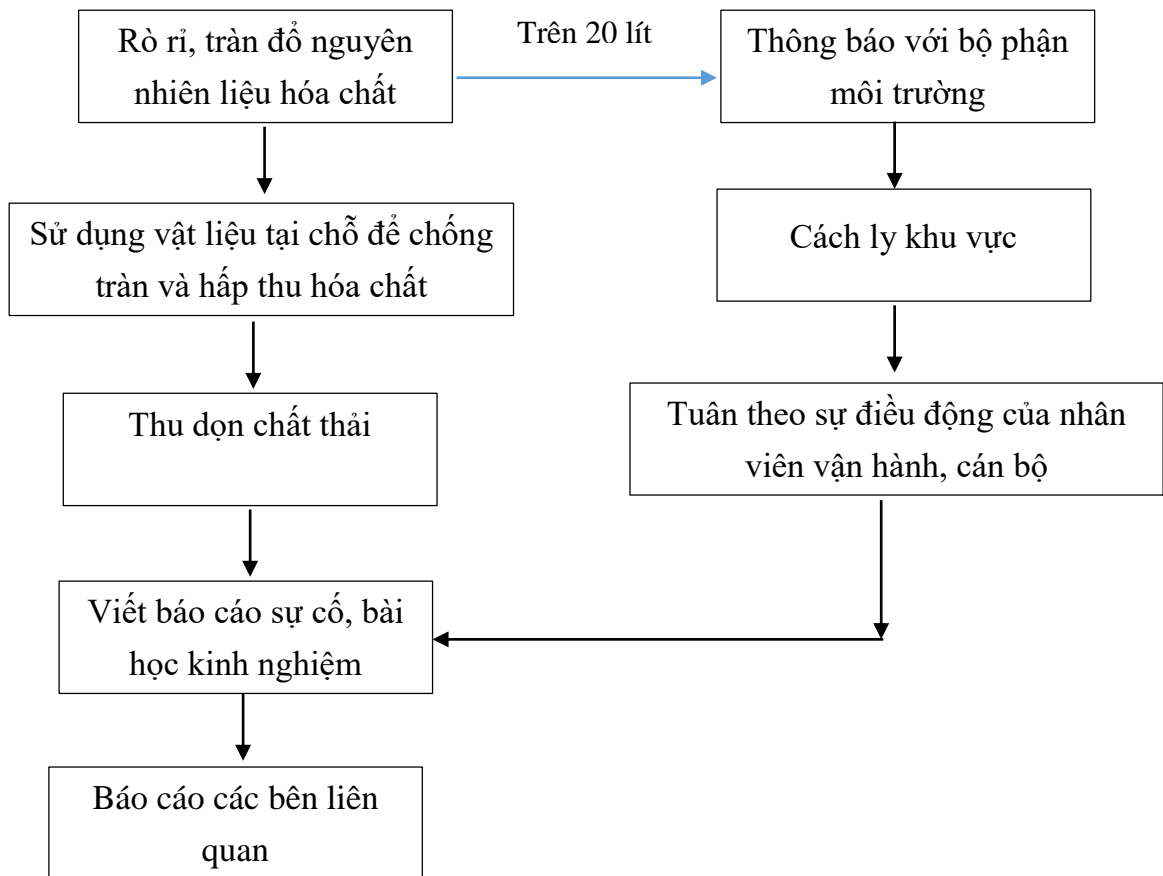 Rò rỉ, tràn đổ nguyên
nhiên liệu hóa chất
Trên 20 lít
Thông báo với bộ phận
môi trường
Sử dụng vật liệu tại chỗ để chống
tràn và hấp thu hóa chất
Cách ly khu vực
Thu dọn chất thải
Tuân theo sự điều động của nhân
viên vận hành, cán bộ
Viết báo cáo sự cố, bài
học kinh nghiệm
Báo cáo các bên liên
quan